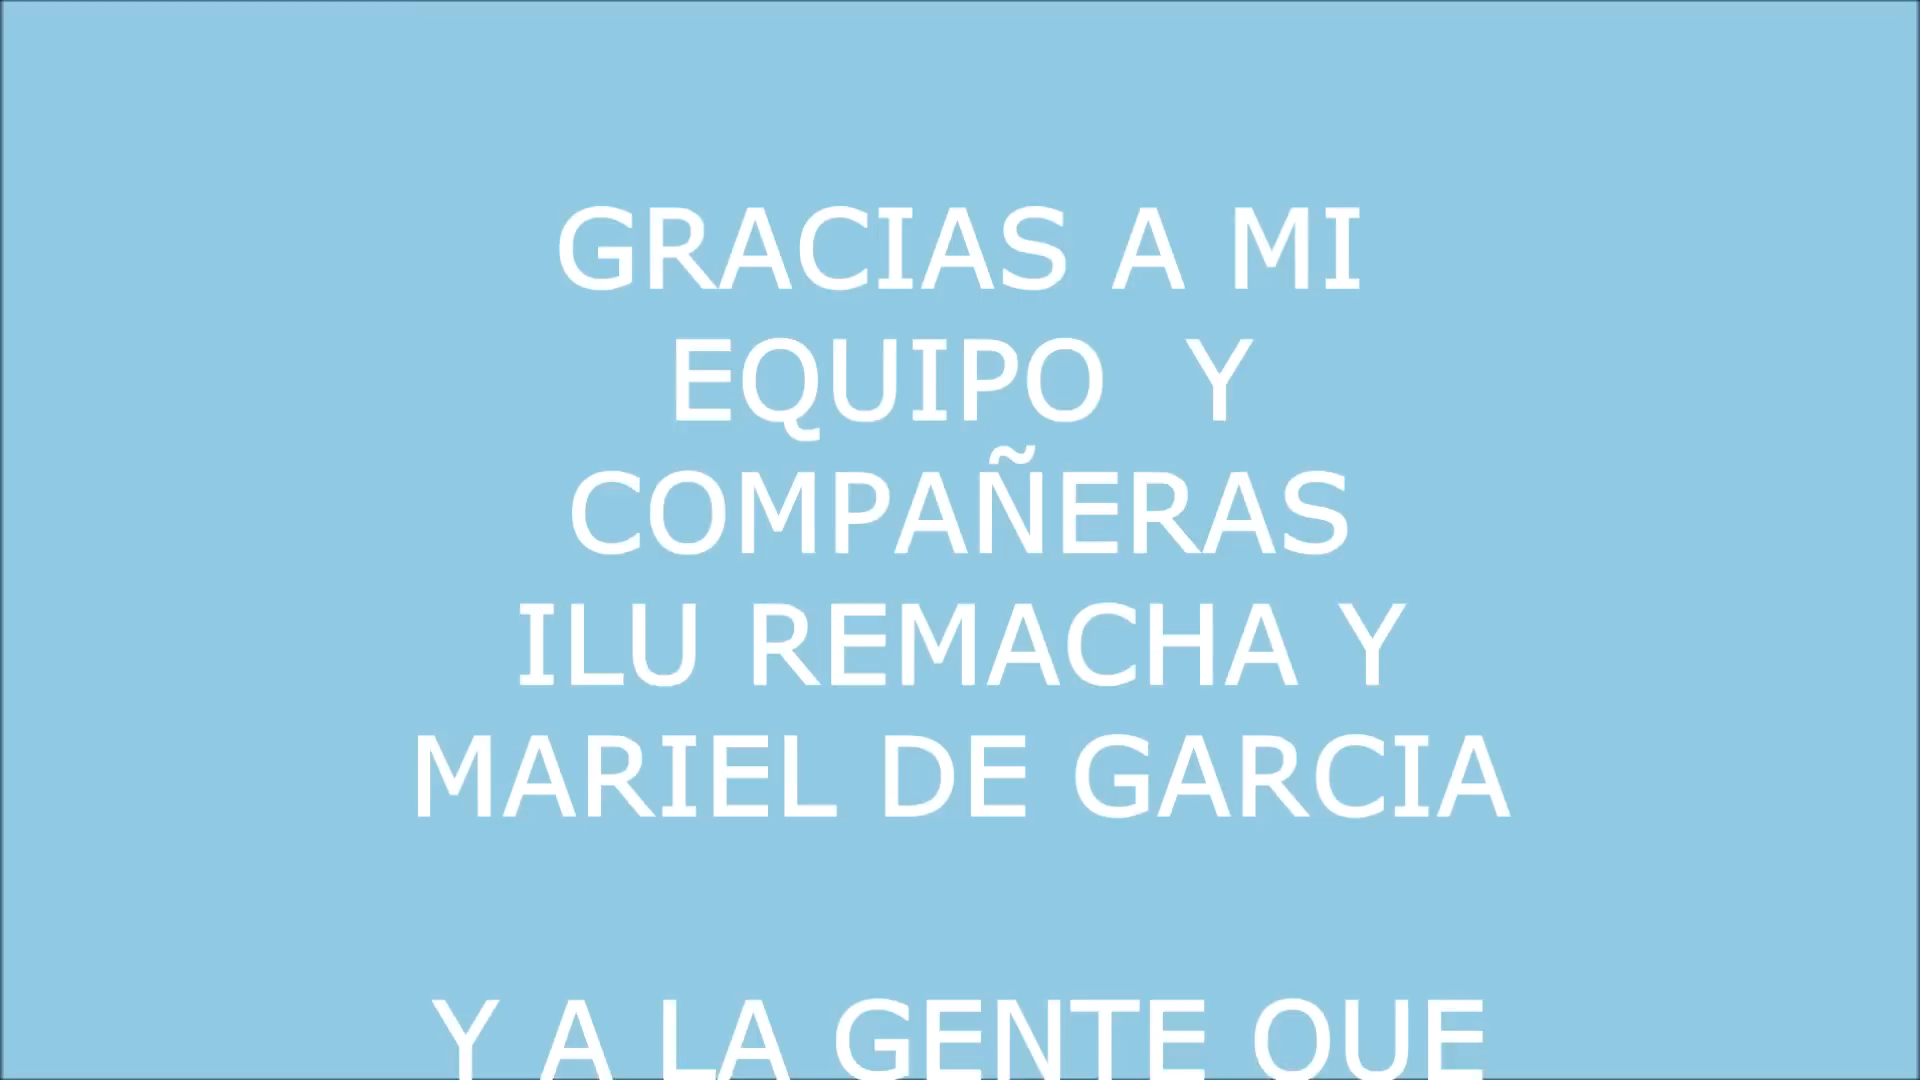 GRACIAS A MI
EQUIPO  Y
COMPAÑERAS
ILU REMACHA Y
MARIEL DE GARCIA
Y A LA GENTE QUE